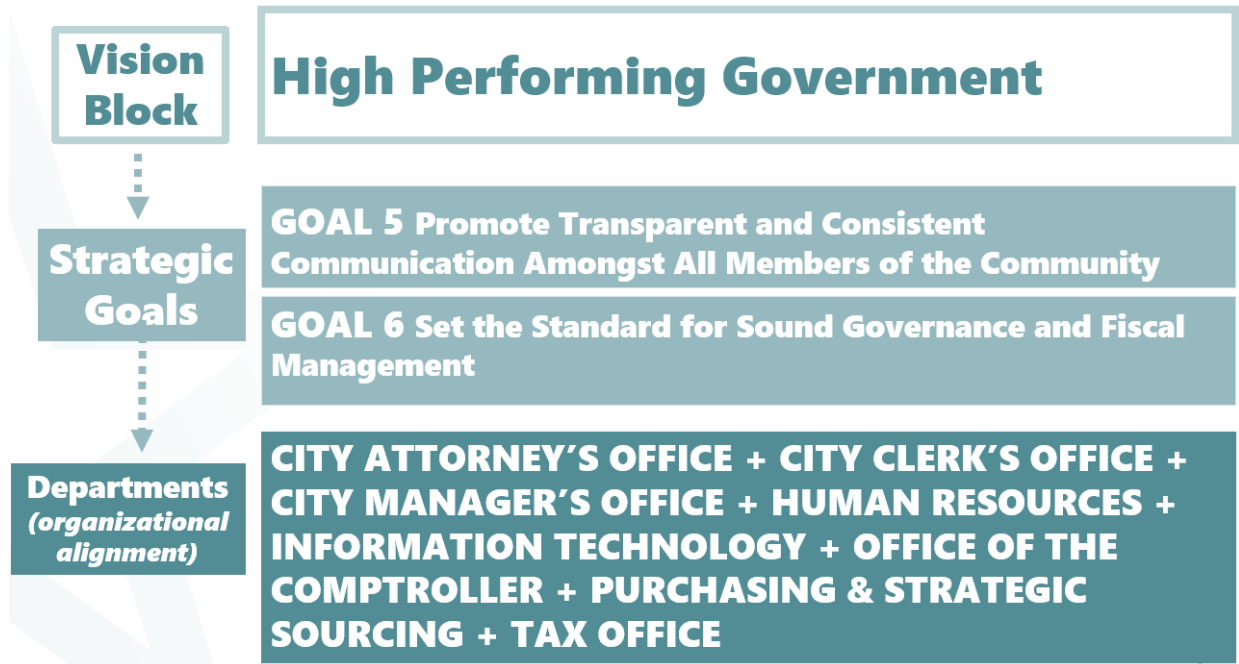 Vision
Block
High Performing Government
Strategic
Goals
GOAL 5 Promote Transparent and Consistent
Communication Amongst All Members of the Community
GOAL 6 Set the Standard for Sound Governance and Fiscal
Management
Departments
(organizational
alignment)
CITY ATTORNEY’S OFFICE + CITY CLERK’S OFFICE +
CITY MANAGER’S OFFICE + HUMAN RESOURCES +
INFORMATION TECHNOLOGY + OFFICE OF THE
COMPTROLLER + PURCHASING & STRATEGIC
SOURCING + TAX OFFICE